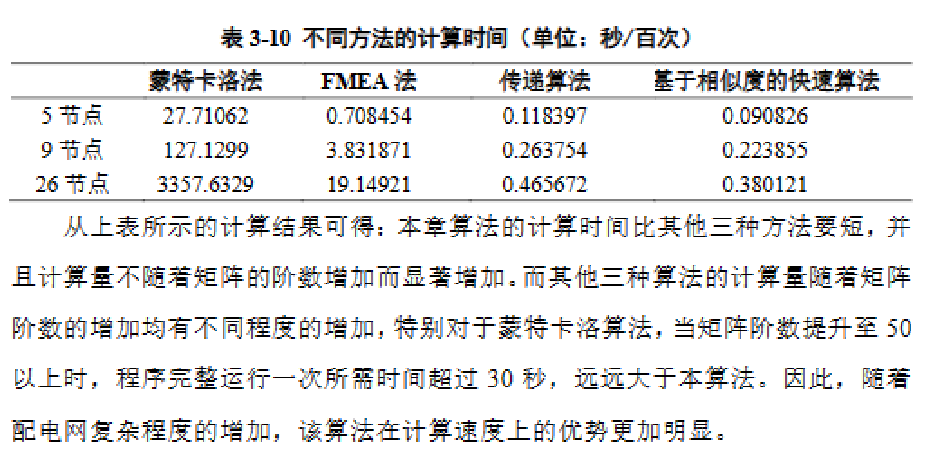 表 3-10 不同方法的计算时间（单位：秒/百次）
蒙特卡洛法 FMEA 法 传递算法 基于相似度的快速算法
5 节点 27.71062 0.708454 0.118397 0.090826
9 节点 127.1299 3.831871 0.263754 0.223855
26 节点 3357.6329 19.14921 0.465672 0.380121
从上表所示的计算结果可得：本章算法的计算时间比其他三种方法要短，并
且计算量不随着矩阵的阶数增加而显著增加。而其他三种算法的计算量随着矩阵
阶数的增加均有不同程度的增加，特别对于蒙特卡洛算法，当矩阵阶数提升至 50
以上时，程序完整运行一次所需时间超过 30 秒，远远大于本算法。因此，随着
配电网复杂程度的增加，该算法在计算速度上的优势更加明显。